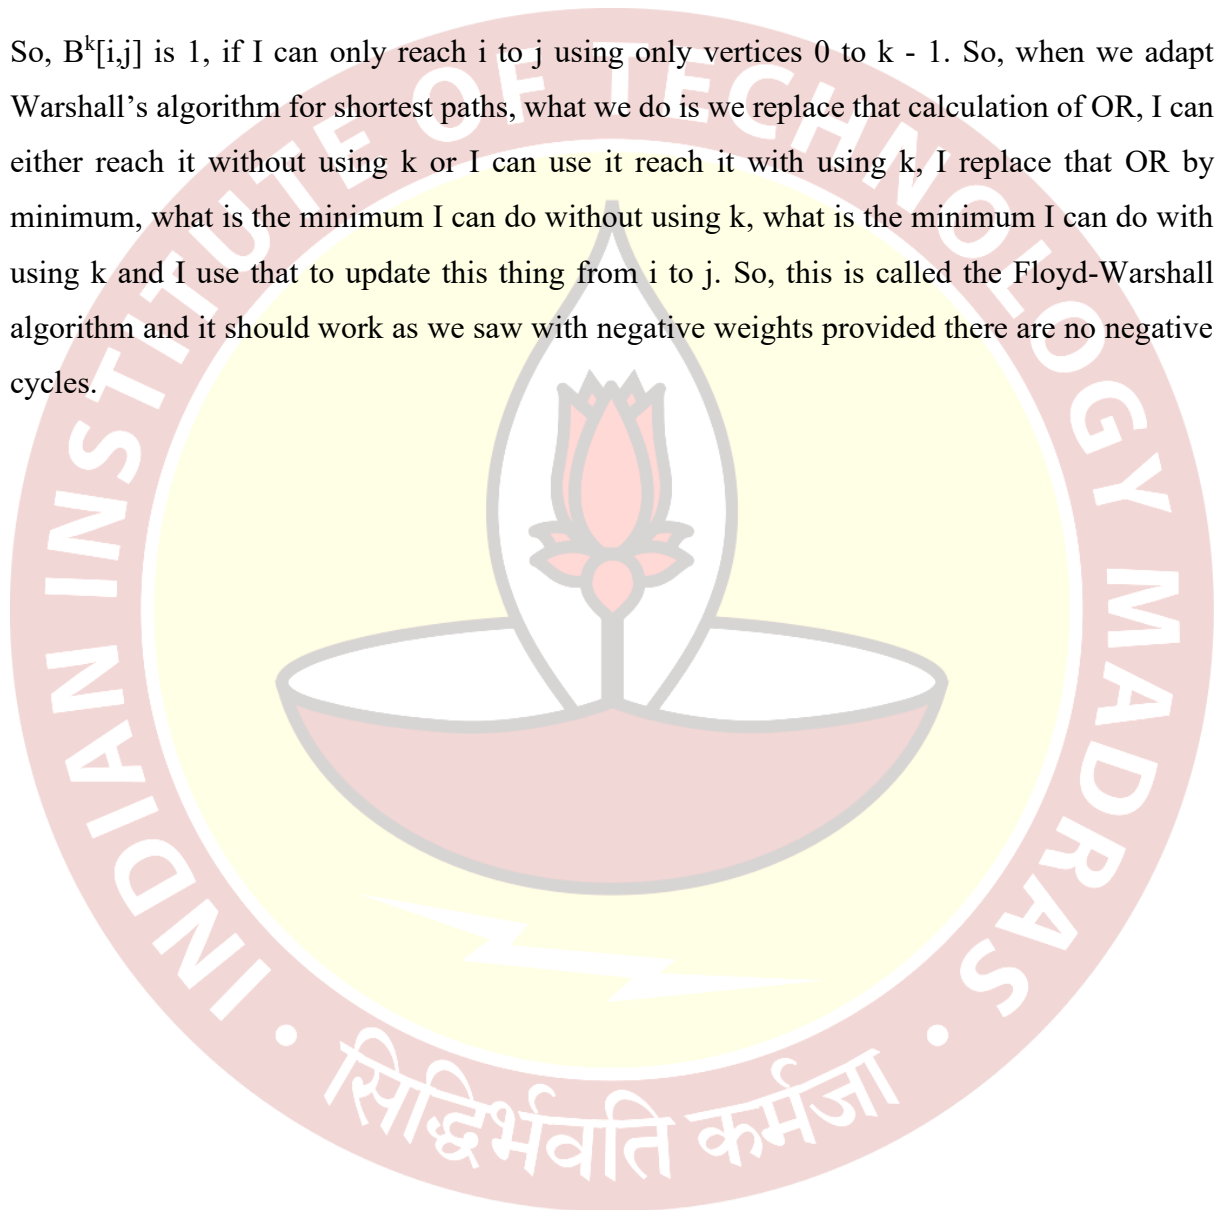 So, Bᵏ[i,j] is 1, if I can only reach i to j using only vertices 0 to k - 1. So, when we adapt
Warshall’s algorithm for shortest paths, what we do is we replace that calculation of OR, I can
either reach it without using k or I can use it reach it with using k, I replace that OR by
minimum, what is the minimum I can do without using k, what is the minimum I can do with
using k and I use that to update this thing from i to j. So, this is called the Floyd-Warshall
algorithm and it should work as we saw with negative weights provided there are no negative
cycles.
INDIAN INSTITUTE OF TECHNOLOGY MADRAS
सिद्धिर्भवति कर्मजा